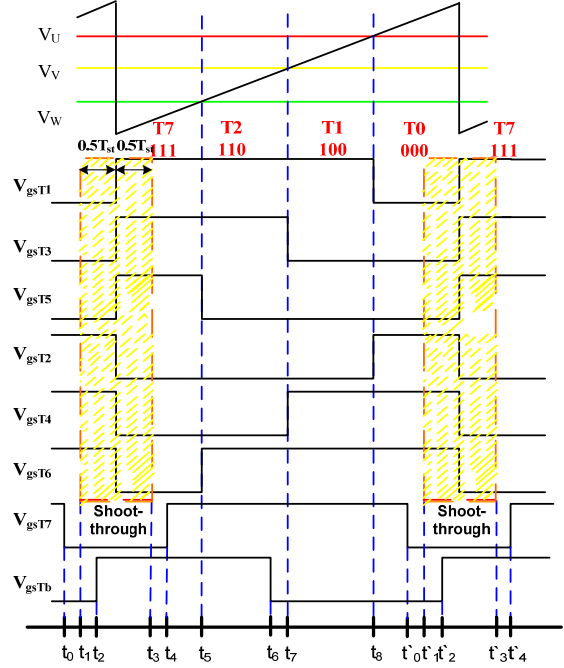 V_U
V_V
V_W
T7 T2 T1 T0 T7
0.5T_st 0.5T_st 111 110 100 000 111
V_gsT1
V_gsT3
V_gsT5
V_gsT2
V_gsT4
V_gsT6
V_gsT7 Shoot- Shoot-
through through
V_gsTb
t_0 t_1 t_2 t_3 t_4 t_5 t_6 t_7 t_8 t`_0 t`_1 t`_2 t`_3 t`_4